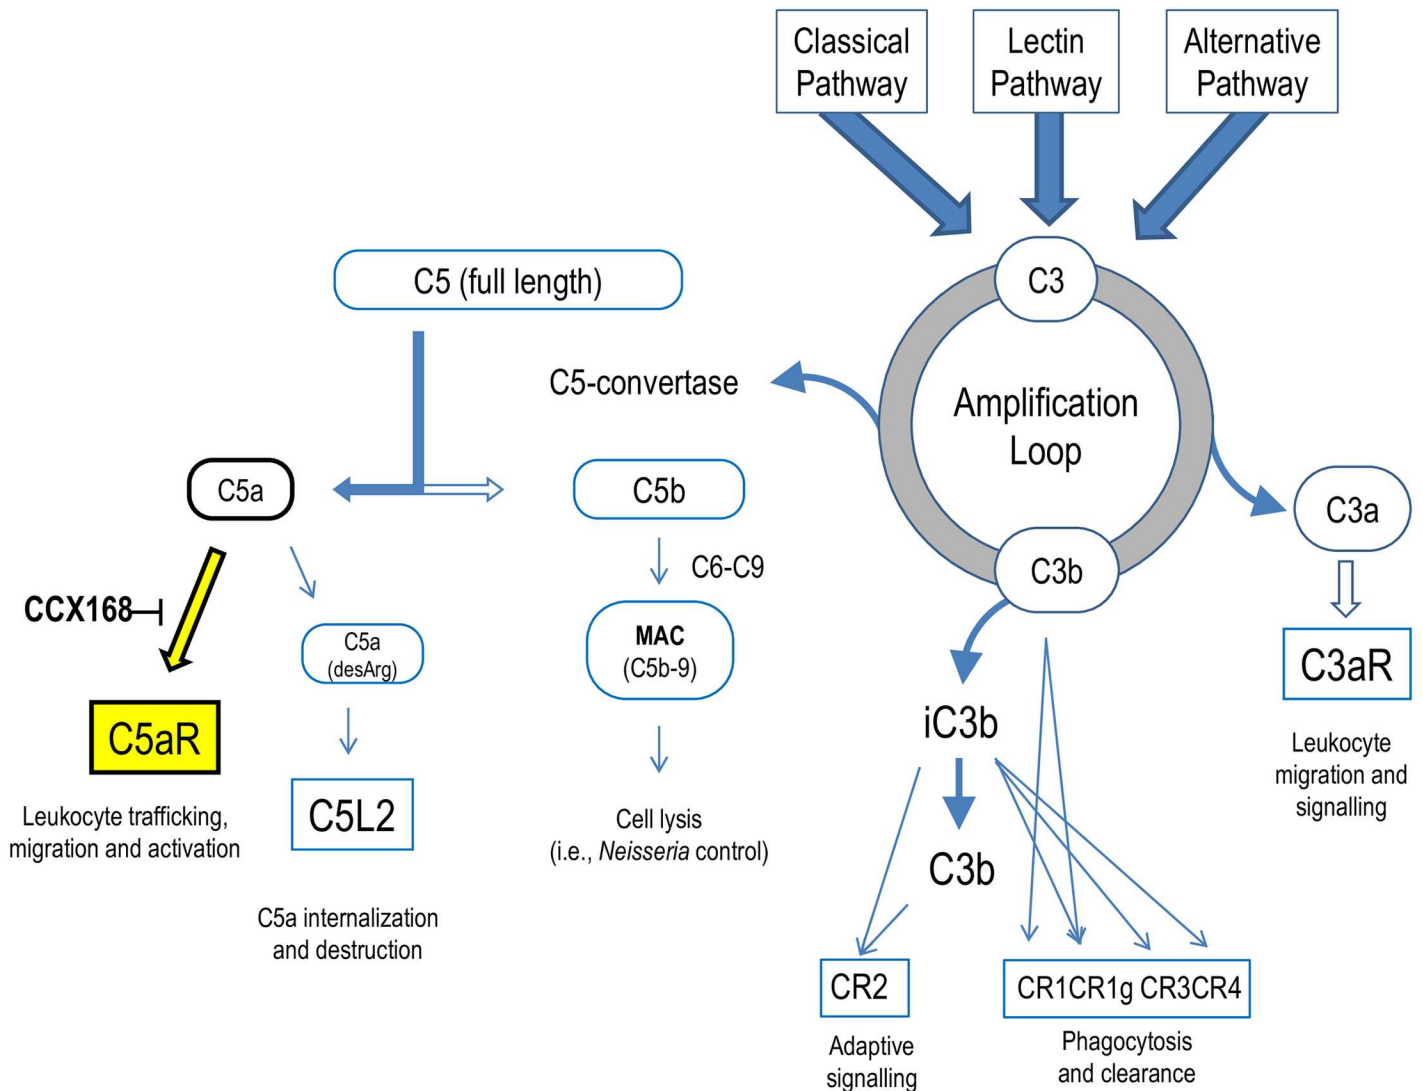 Classical
Pathway
Lectin
Pathway
Alternative
Pathway
C5 (full length)
C3
C5-convertase
Amplification
Loop
C5a
C5b
C3a
C6-C9
C3b
CCX168
C5a
(desArg)
MAC
(C5b-9)
C3aR
C5aR
iC3b
Leukocyte
migration and
signalling
Leukocyte trafficking,
migration and activation
C5L2
Cell lysis
(i.e., Neisseria control)
C3b
C5a internalization
and destruction
CR2
CR1CR1g CR3CR4
Adaptive
signalling
Phagocytosis
and clearance